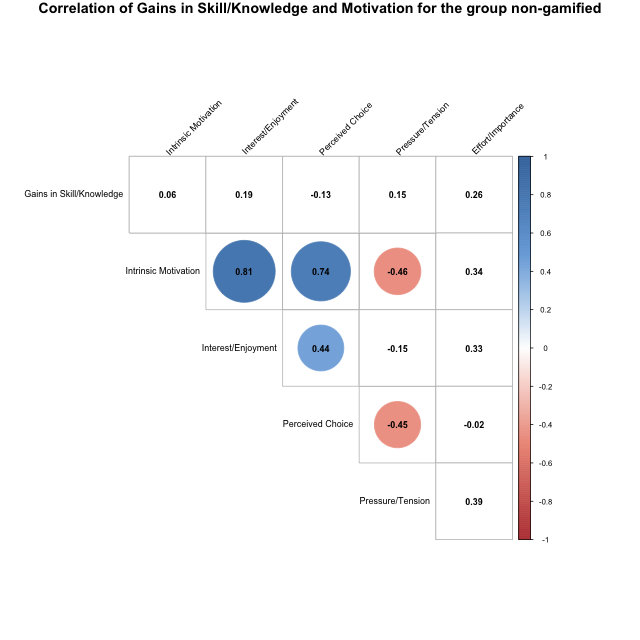 Correlation of Gains in Skill/Knowledge and Motivation for the group non-gamified
Intrinsic Motivation
Interest/Enjoyment
Perceived Choice
Pressure/Tension
Effort/Importance
Gains in Skill/Knowledge 0.06 0.19 -0.13 0.15 0.26
Intrinsic Motivation 0.81 0.74 -0.46 0.34
Interest/Enjoyment 0.44 -0.15 0.33
Perceived Choice -0.45 -0.02
Pressure/Tension 0.39
1
0.8
0.6
0.4
0.2
0
-0.2
-0.4
-0.6
-0.8
-1